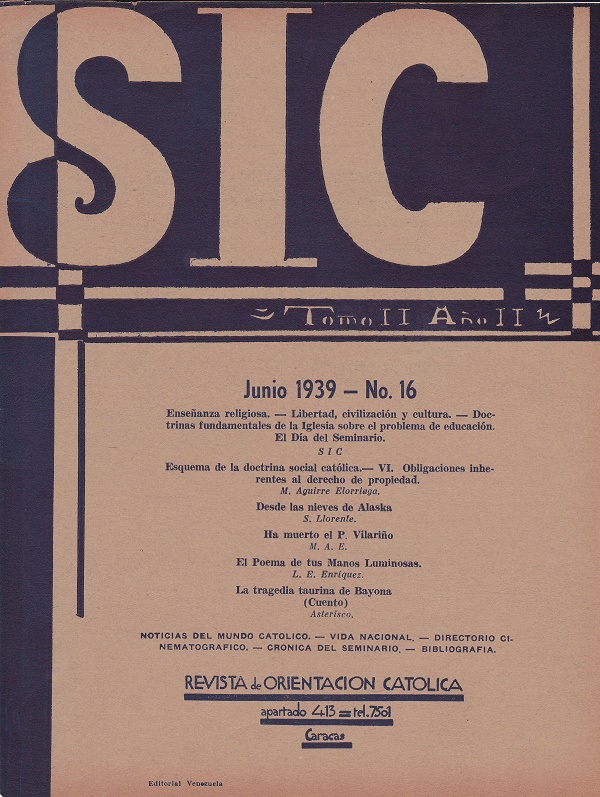 SIC
Tomo II Año II
Junio 1939 — No. 16
Enseñanza religiosa. — Libertad, civilización y cultura. — Doc-
trinas fundamentales de la Iglesia sobre el problema de educación.
El Día del Seminario.
S I C
Esquema de la doctrina social católica.— VI. Obligaciones inhe-
rentes al derecho de propiedad.
M. Aguirre Elorriaga.
Desde las nieves de Alaska
S. Llorente.
Ha muerto el P. Vilariño
M. A. E.
El Poema de tus Manos Luminosas.
L. E. Enríquez.
La tragedia taurina de Bayona
(Cuento)
Asterisco.
NOTICIAS DEL MUNDO CATOLICO. — VIDA NACIONAL. — DIRECTORIO CI-
NEMATOGRAFICO. — CRONICA DEL SEMINARIO. — BIBLIOGRAFIA.
REVISTA de ORIENTACION CATOLICA
apartado 413 = tel. 7501
Caracas
Editorial Venezuela